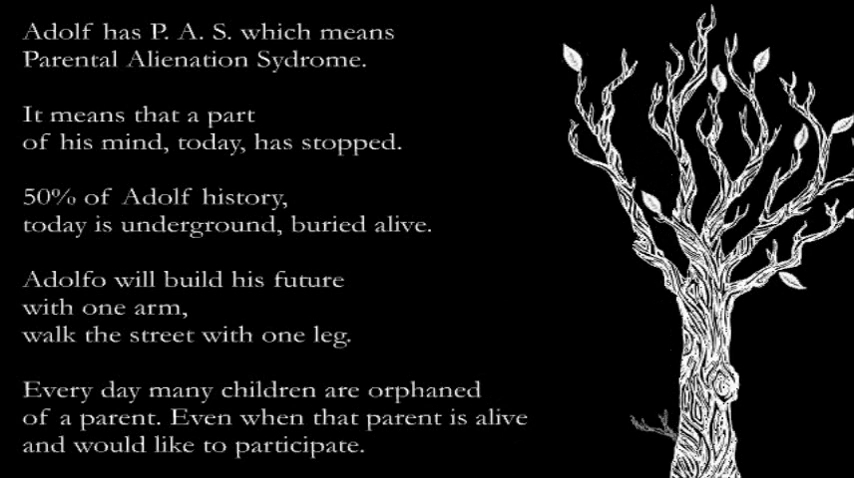 Adolf has P. A. S. which means
Parental Alienation Sydrome.
It means that a part
of his mind, today, has stopped.
50% of Adolf history,
today is underground, buried alive.
Adolfo will build his future
with one arm,
walk the street with one leg.
Every day many children are orphaned
of a parent. Even when that parent is alive
and would like to participate.